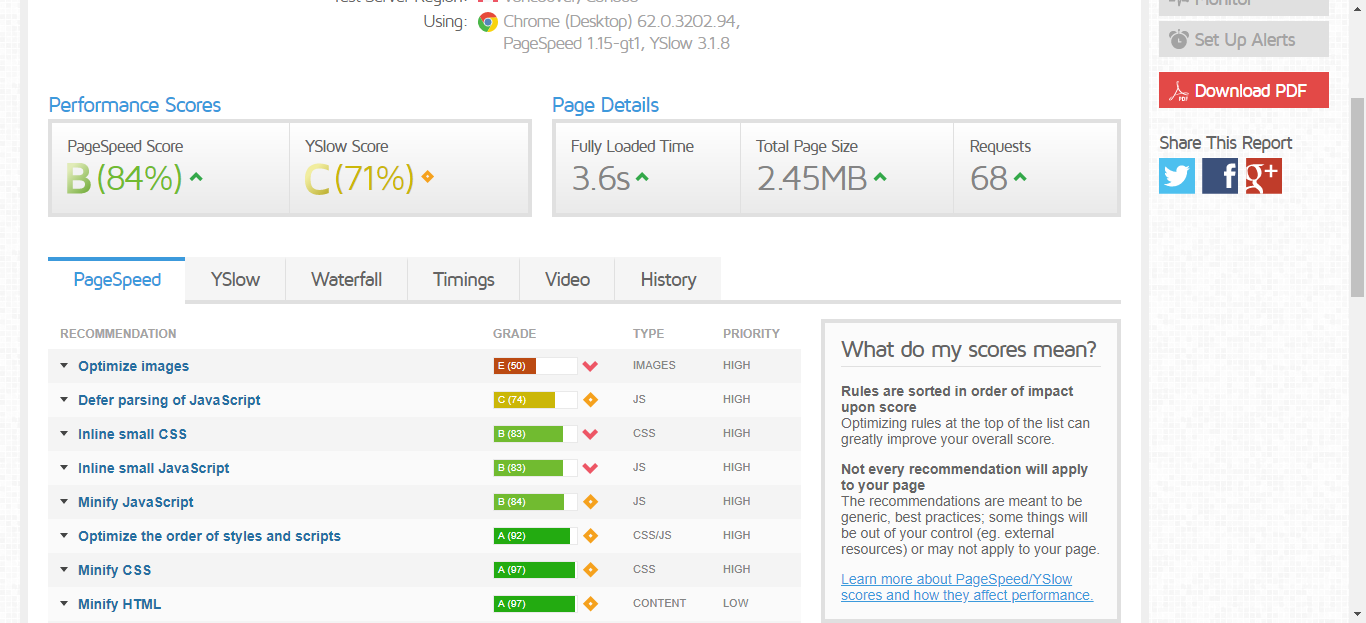 Test Server Region: Vancouver, Canada
Using: Chrome (Desktop) 62.0.3202.94,
PageSpeed 1.15-gt1, YSlow 3.1.8
Monitor
Set Up Alerts
Download PDF
Share This Report
Performance Scores
PageSpeed Score
B (84%)
YSlow Score
C (71%)
Page Details
Fully Loaded Time
3.6s
Total Page Size
2.45MB
Requests
68
PageSpeed YSlow Waterfall Timings Video History
RECOMMENDATION GRADE TYPE PRIORITY
Optimize images E (50) IMAGES HIGH
Defer parsing of JavaScript C (74) JS HIGH
Inline small CSS B (83) CSS HIGH
Inline small JavaScript B (83) JS HIGH
Minify JavaScript B (84) JS HIGH
Optimize the order of styles and scripts A (92) CSS/JS HIGH
Minify CSS A (97) CSS HIGH
Minify HTML A (97) CONTENT LOW
What do my scores mean?
Rules are sorted in order of impact
upon score
Optimizing rules at the top of the list can
greatly improve your overall score.
Not every recommendation will apply
to your page
The recommendations are meant to be
generic, best practices; some things will
be out of your control (eg. external
resources) or may not apply to your page.
Learn more about PageSpeed/YSlow
scores and how they affect performance.